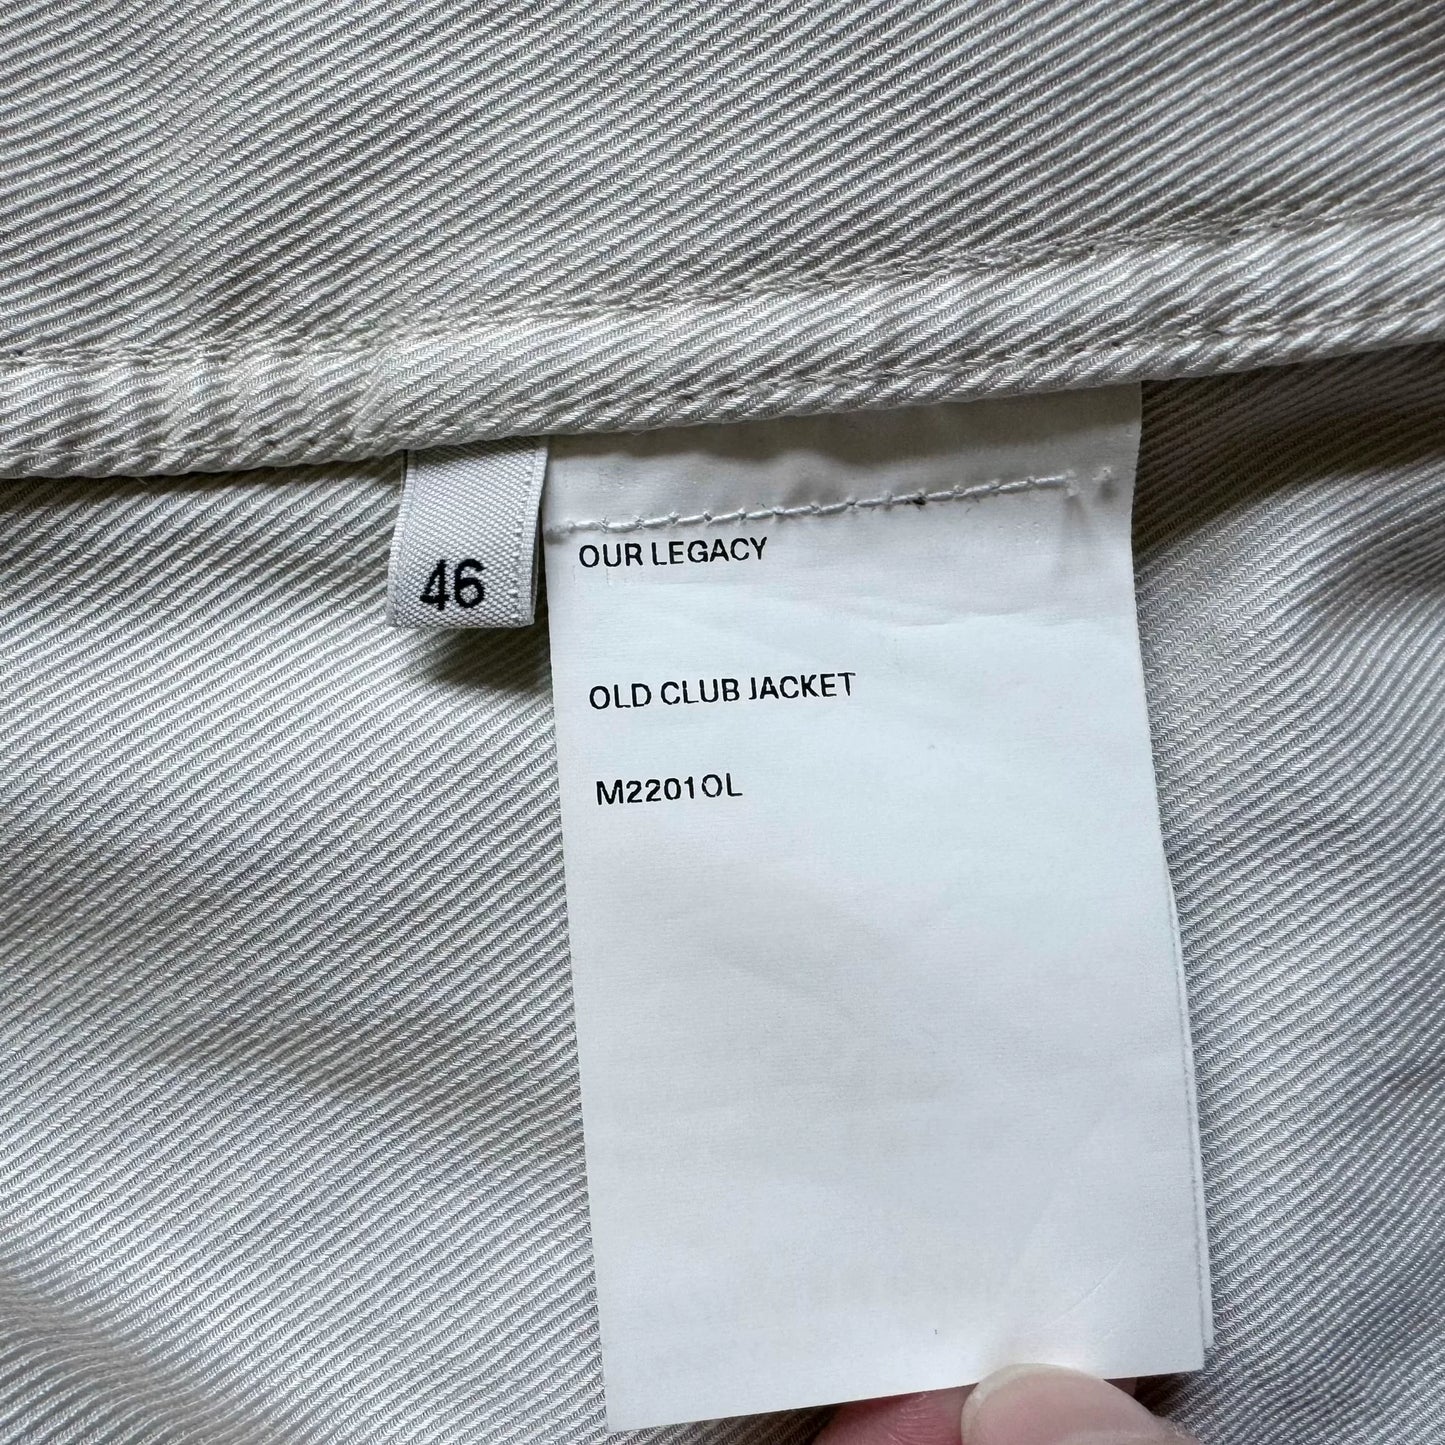 46
OUR LEGACY
OLD CLUB JACKET
M2201OL